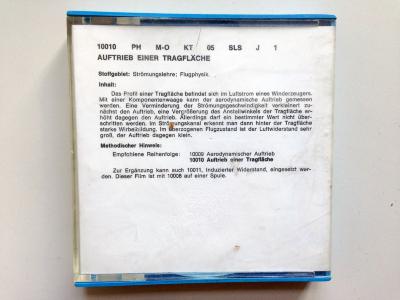 10010 PH M-O KT 05 SLS J 1
AUFTRIEB EINER TRAGFLÄCHE
Stoffgebiet: Strömungslehre; Flugphysik.
Inhalt:
Das Profil einer Tragfläche befindet sich im Luftstrom eines Winderzeugers.
Mit einer Komponentenwaage kann der aerodynamische Auftrieb gemessen
werden. Eine Verminderung der Strömungsgeschwindigkeit verkleinert zu-
nächst den Auftrieb, eine Vergrößerung des Anstellwinkels der Tragfläche er-
höht dagegen den Auftrieb. Allerdings darf ein bestimmter Wert nicht über-
schritten werden, im Strömungskanal erkennt man dann hinter der Tragfläche
starke Wirbelbildung. Im überzogenen Flugzustand ist der Luftwiderstand sehr
groß, der Auftrieb dagegen klein.
Methodischer Hinweis:
Empfohlene Reihenfolge: 10009 Aerodynamischer Auftrieb
10010 Auftrieb einer Tragfläche
Zur Ergänzung kann auch 10011, Induzierter Widerstand, eingesetzt wer-
den. Dieser Film ist mit 10008 auf einer Spule.